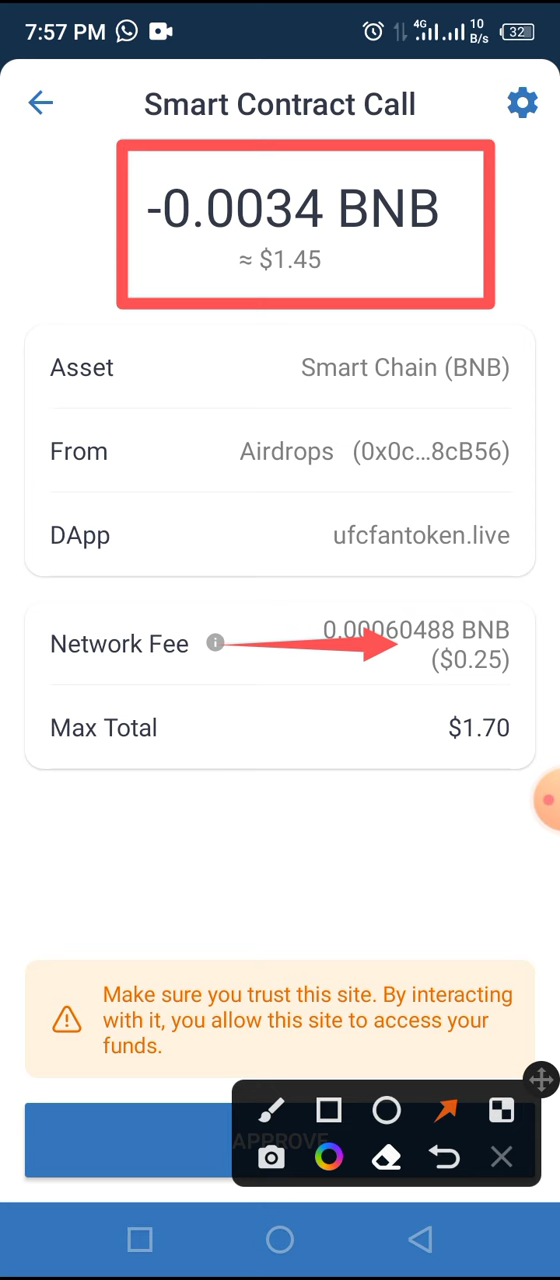 7:57 PM
4G
10
B/s
32
Smart Contract Call
-0.0034 BNB
≈ $1.45
Asset
Smart Chain (BNB)
From
Airdrops (0x0c...8cB56)
DApp
ufcfantoken.live
Network Fee
0.00060488 BNB
($0.25)
Max Total
$1.70
Make sure you trust this site. By interacting
with it, you allow this site to access your
funds.
APPROVE